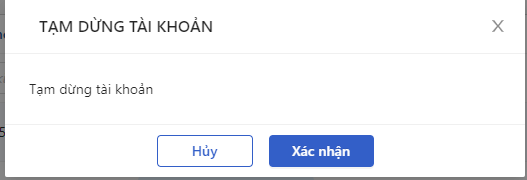 TẠM DỪNG TÀI KHOẢN
Tạm dừng tài khoản
Hủy
Xác nhận